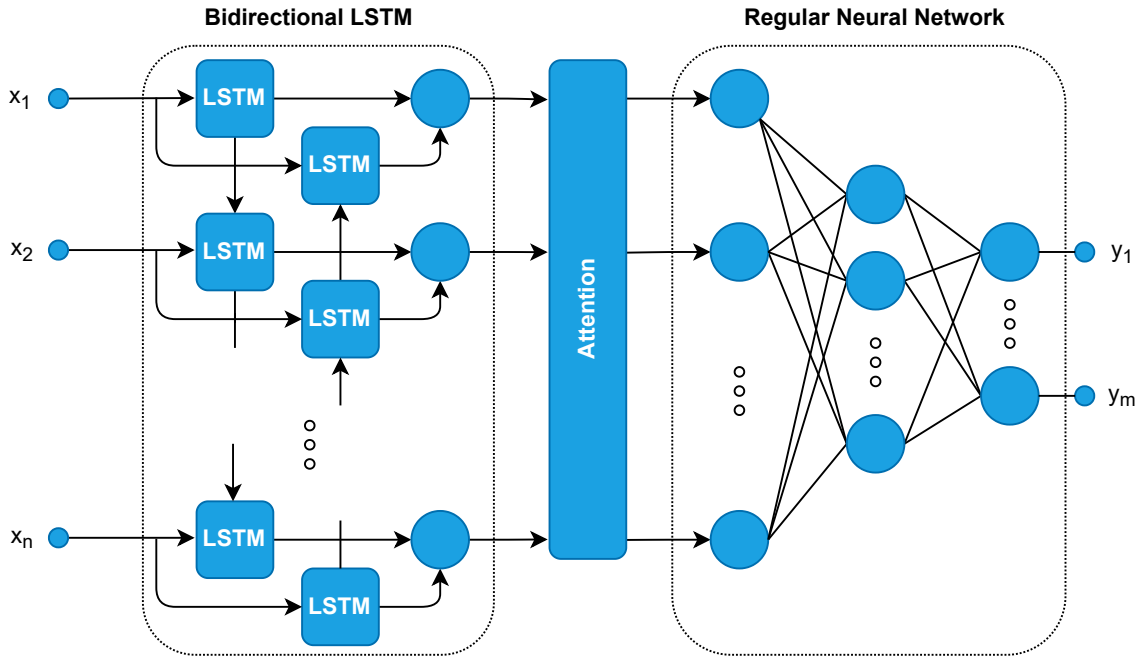 Bidirectional LSTM
Regular Neural Network
x1
LSTM
LSTM
x2
LSTM
LSTM
Attention
y1
ym
xn
LSTM
LSTM